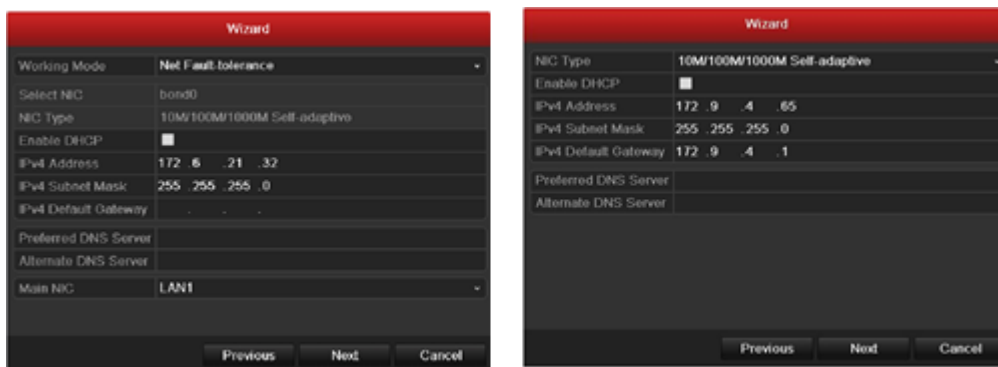 Wizard
Working Mode Net Fault-tolerance
Select NIC bond0
NIC Type 10M/100M/1000M Self-adaptive
Enable DHCP
IPv4 Address 172 .6 .21 .32
IPv4 Subnet Mask 255 .255 .255 .0
IPv4 Default Gateway . . .
Preferred DNS Server
Alternate DNS Server
Main NIC LAN1
Previous Next Cancel
Wizard
NIC Type 10M/100M/1000M Self-adaptive
Enable DHCP
IPv4 Address 172 .9 .4 .65
IPv4 Subnet Mask 255 .255 .255 .0
IPv4 Default Gateway 172 .9 .4 .1
Preferred DNS Server
Alternate DNS Server
Previous Next Cancel